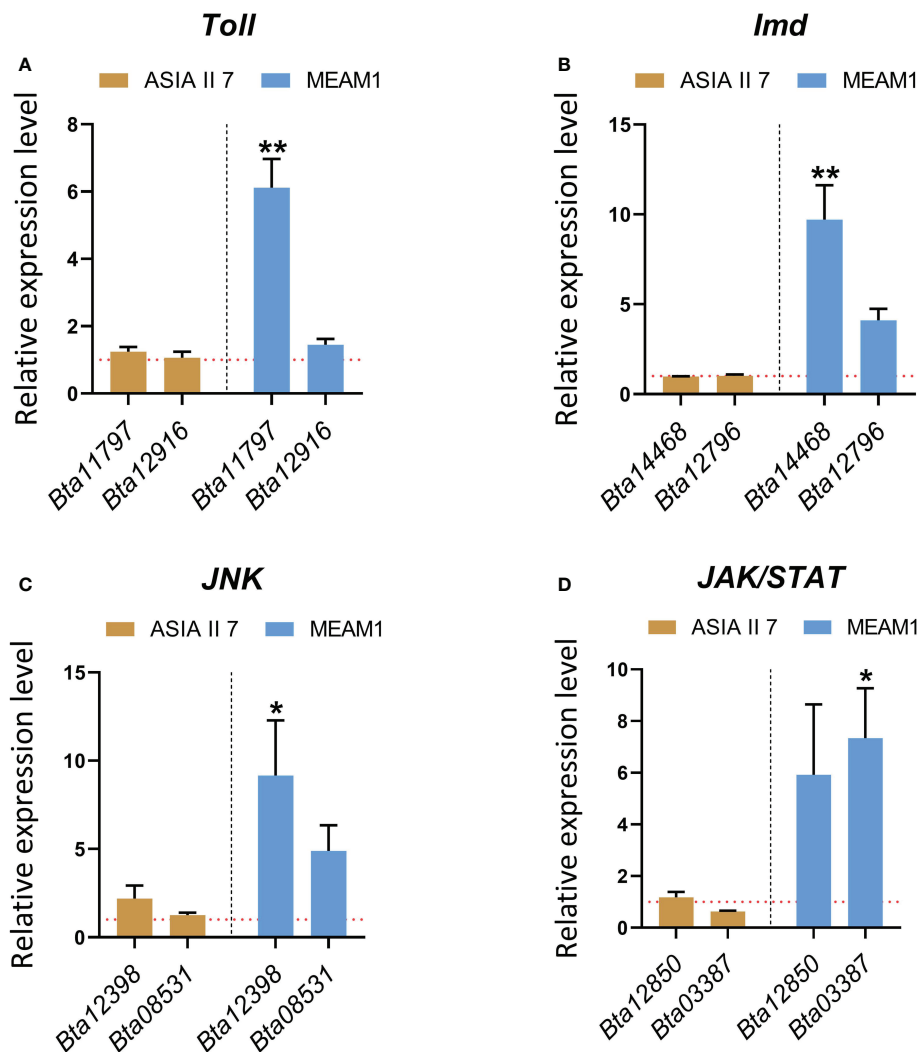 Toll
A
ASIA II 7 MEAM1
Relative expression level
8
6
4
2
0
**
Bta11797 Bta12916 Bta11797 Bta12916
Imd
B
ASIA II 7 MEAM1
Relative expression level
15
10
5
0
**
Bta14468 Bta12796 Bta14468 Bta12796
JNK
C
ASIA II 7 MEAM1
Relative expression level
15
10
5
0
*
Bta12398 Bta08531 Bta12398 Bta08531
JAK/STAT
D
ASIA II 7 MEAM1
Relative expression level
10
8
6
4
2
0
*
Bta12850 Bta03387 Bta12850 Bta03387